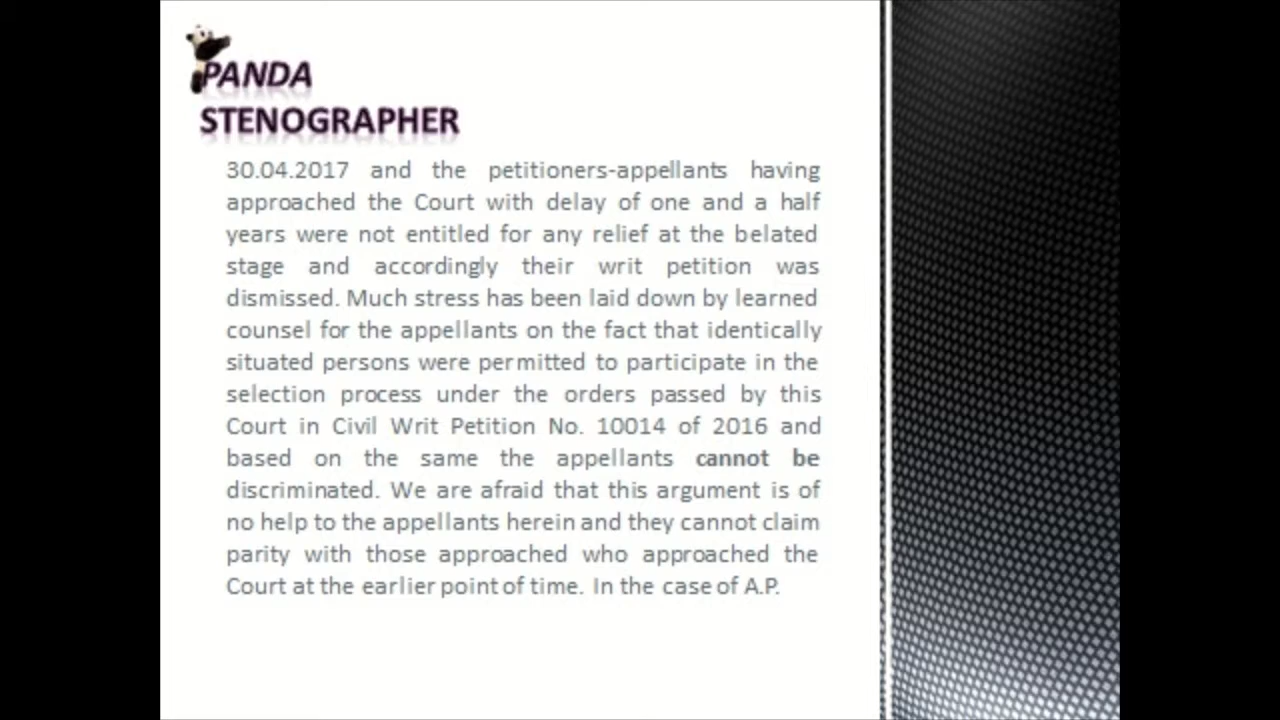 PANDA
STENOGRAPHER
30.04.2017 and the petitioners-appellants having
approached the Court with delay of one and a half
years were not entitled for any relief at the belated
stage and accordingly their writ petition was
dismissed. Much stress has been laid down by learned
counsel for the appellants on the fact that identically
situated persons were permitted to participate in the
selection process under the orders passed by this
Court in Civil Writ Petition No. 10014 of 2016 and
based on the same the appellants cannot be
discriminated. We are afraid that this argument is of
no help to the appellants herein and they cannot claim
parity with those approached who approached the
Court at the earlier point of time. In the case of A.P.